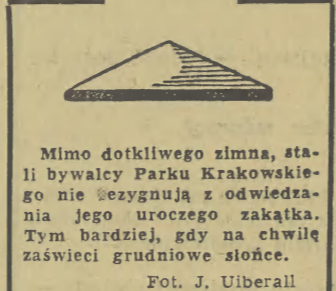 Mimo dotkliwego zimna, sta-
li bywalcy Parku Krakowskie-
go nie rezygnują z odwiedza-
nia jego uroczego zakątka.
Tym bardziej, gdy na chwilę
zaświeci grudniowe słońce.
Fot. J. Uiberall